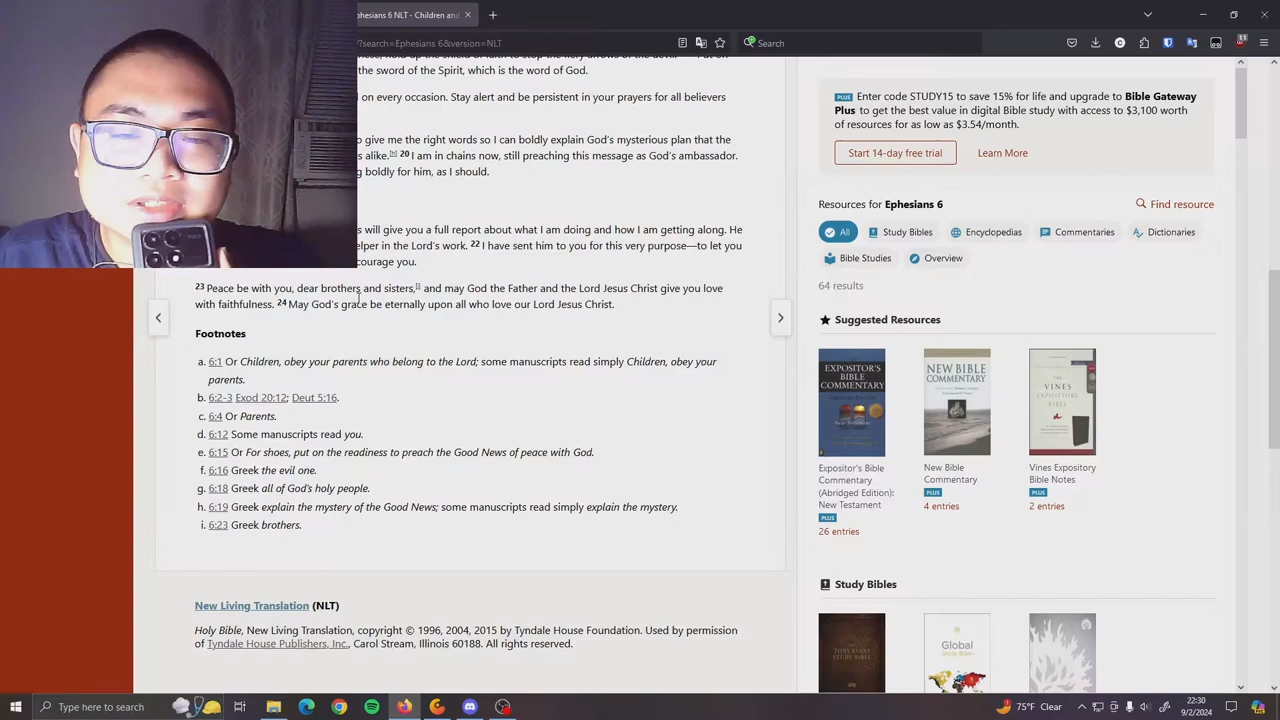 phesians 6 NLT - Children and
?search=Ephesians 6&version=NLT
Search
11
the sword of the Spirit, which is the word of God.
on every occasion. Stay alert and be persistent in your prayers for all believers
o give me the right words so I can boldly explain God's mysterious plan that the
s alike.[h] 20 I am in chains now, still preaching this message as God's ambassador.
g boldly for him, as I should.
s will give you a full report about what I am doing and how I am getting along. He
elper in the Lord's work. 22 I have sent him to you for this very purpose—to let you
courage you.
23 Peace be with you, dear brothers and sisters,[i] and may God the Father and the Lord Jesus Christ give you love
with faithfulness. 24 May God's grace be eternally upon all who love our Lord Jesus Christ.
Footnotes
a. 6:1 Or Children, obey your parents who belong to the Lord; some manuscripts read simply Children, obey your
parents.
b. 6:2-3 Exod 20:12; Deut 5:16.
c. 6:4 Or Parents.
d. 6:12 Some manuscripts read you.
e. 6:15 Or For shoes, put on the readiness to preach the Good News of peace with God.
f. 6:16 Greek the evil one.
g. 6:18 Greek all of God's holy people.
h. 6:19 Greek explain the mystery of the Good News; some manuscripts read simply explain the mystery.
i. 6:23 Greek brothers.
New Living Translation (NLT)
Holy Bible, New Living Translation, copyright © 1996, 2004, 2015 by Tyndale House Foundation. Used by permission
of Tyndale House Publishers, Inc., Carol Stream, Illinois 60188. All rights reserved.
PLUS Enter code STUDY15 to save 15% for life and upgrade to Bible Gateway
Plus to get the best value in digital Bible study with access to $3,100 worth
of resources for as low as $3.54/month.
Start 14-day free trial
Learn More
Resources for Ephesians 6
Find resource
All
Study Bibles
Encyclopedias
Commentaries
Dictionaries
Bible Studies
Overview
64 results
Suggested Resources
EXPOSITOR'S
BIBLE
COMMENTARY
NEW BIBLE
COMMENTARY
VINES
EXPOSITORY
BIBLE
Expositor's Bible
Commentary
(Abridged Edition):
New Testament
PLUS
26 entries
New Bible
Commentary
PLUS
4 entries
Vines Expository
Bible Notes
PLUS
2 entries
Study Bibles
TONY EVANS
STUDY BIBLE
Global
Study Bible
Type here to search
75°F Clear
22:30
9/2/2024